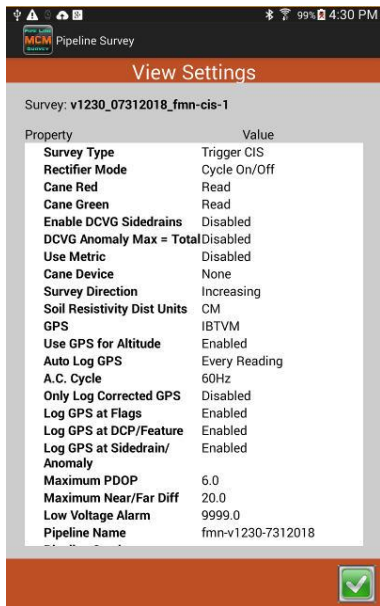 99% 4:30 PM
PIPE LINE
MCM
SURVEY
Pipeline Survey
View Settings
Survey: v1230_07312018_fmn-cis-1
Property Value
Survey Type Trigger CIS
Rectifier Mode Cycle On/Off
Cane Red Read
Cane Green Read
Enable DCVG Sidedrains Disabled
DCVG Anomaly Max = Total Disabled
Use Metric Disabled
Cane Device None
Survey Direction Increasing
Soil Resistivity Dist Units CM
GPS IBTVM
Use GPS for Altitude Enabled
Auto Log GPS Every Reading
A.C. Cycle 60Hz
Only Log Corrected GPS Disabled
Log GPS at Flags Enabled
Log GPS at DCP/Feature Enabled
Log GPS at Sidedrain/ Enabled
Anomaly
Maximum PDOP 6.0
Maximum Near/Far Diff 20.0
Low Voltage Alarm 9999.0
Pipeline Name fmn-v1230-7312018